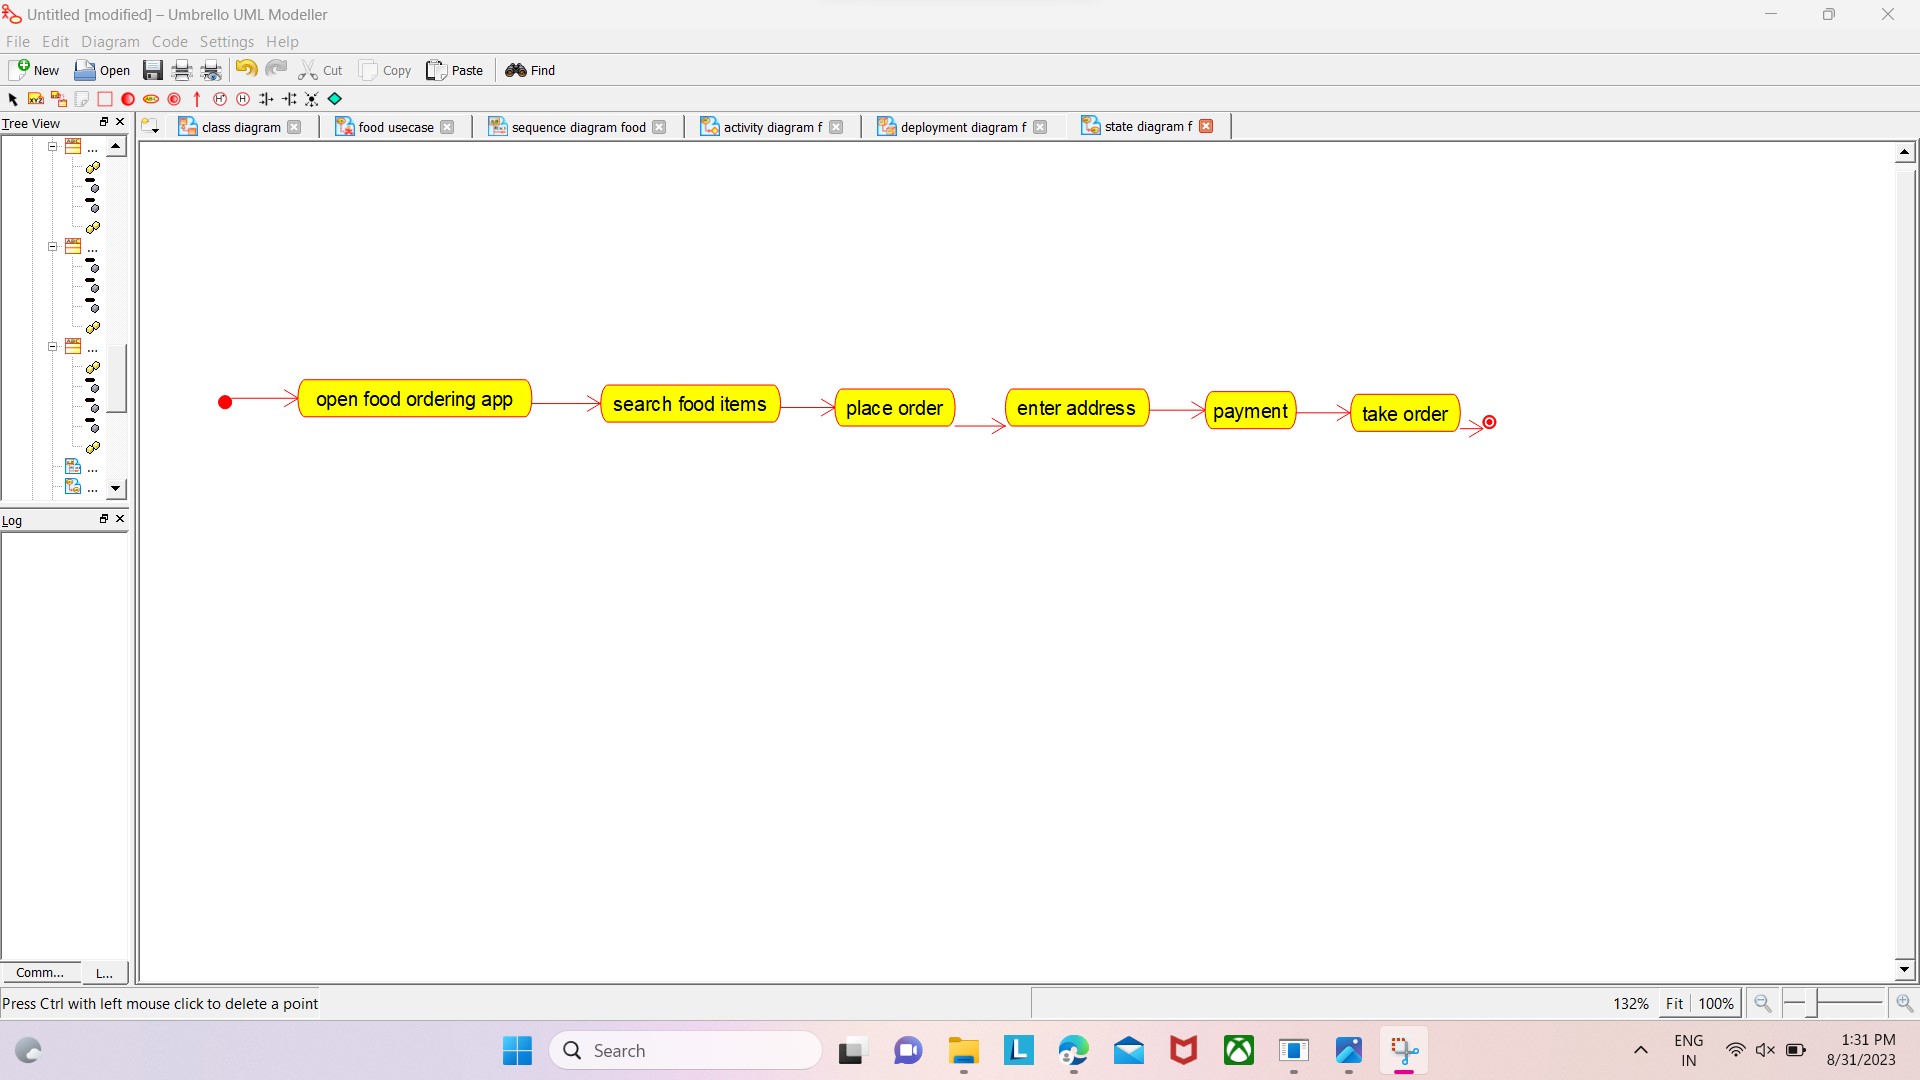 Untitled [modified] – Umbrello UML Modeller
File Edit Diagram Code Settings Help
New Open Cut Copy Paste Find
Tree View
class diagram food usecase sequence diagram food activity diagram f deployment diagram f state diagram f
...
...
...
...
...
open food ordering app search food items place order enter address payment take order
Log
Comm... L...
Press Ctrl with left mouse click to delete a point
132% Fit 100%
Search
ENG
IN
1:31 PM
8/31/2023